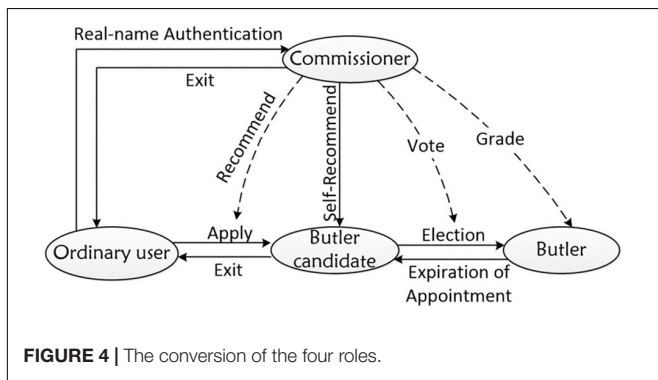 Real-name Authentication
Commissioner
Exit
Recommend
Self-Recommend
Vote
Grade
Ordinary user
Apply
Exit
Butler
candidate
Election
Expiration of
Appointment
Butler
FIGURE 4 | The conversion of the four roles.